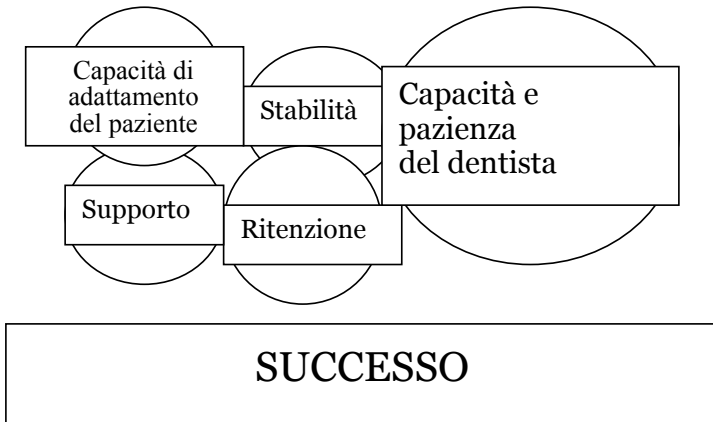 Capacità di
adattamento
del paziente
Stabilità
Capacità e
pazienza
del dentista
Supporto
Ritenzione
SUCCESSO